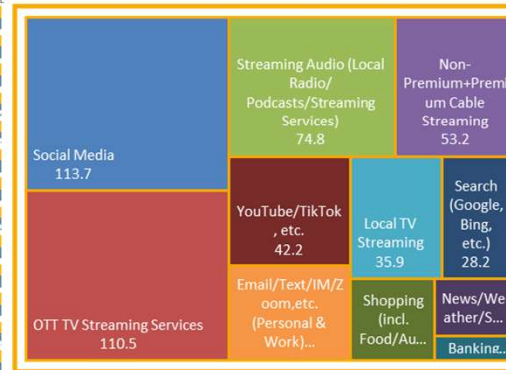 Social Media
113.7
OTT TV Streaming Services
110.5
Streaming Audio (Local
Radio/
Podcasts/Streaming
Services)
74.8
Non-
Premium+Premi
um Cable
Streaming
53.2
YouTube/TikTok
, etc.
42.2
Local TV
Streaming
35.9
Search
(Google,
Bing,
etc.)
28.2
Email/Text/IM/Z
oom,etc.
(Personal &
Work)...
Shopping
(incl.
Food/Au...
News/We
ather/S...
Banking...